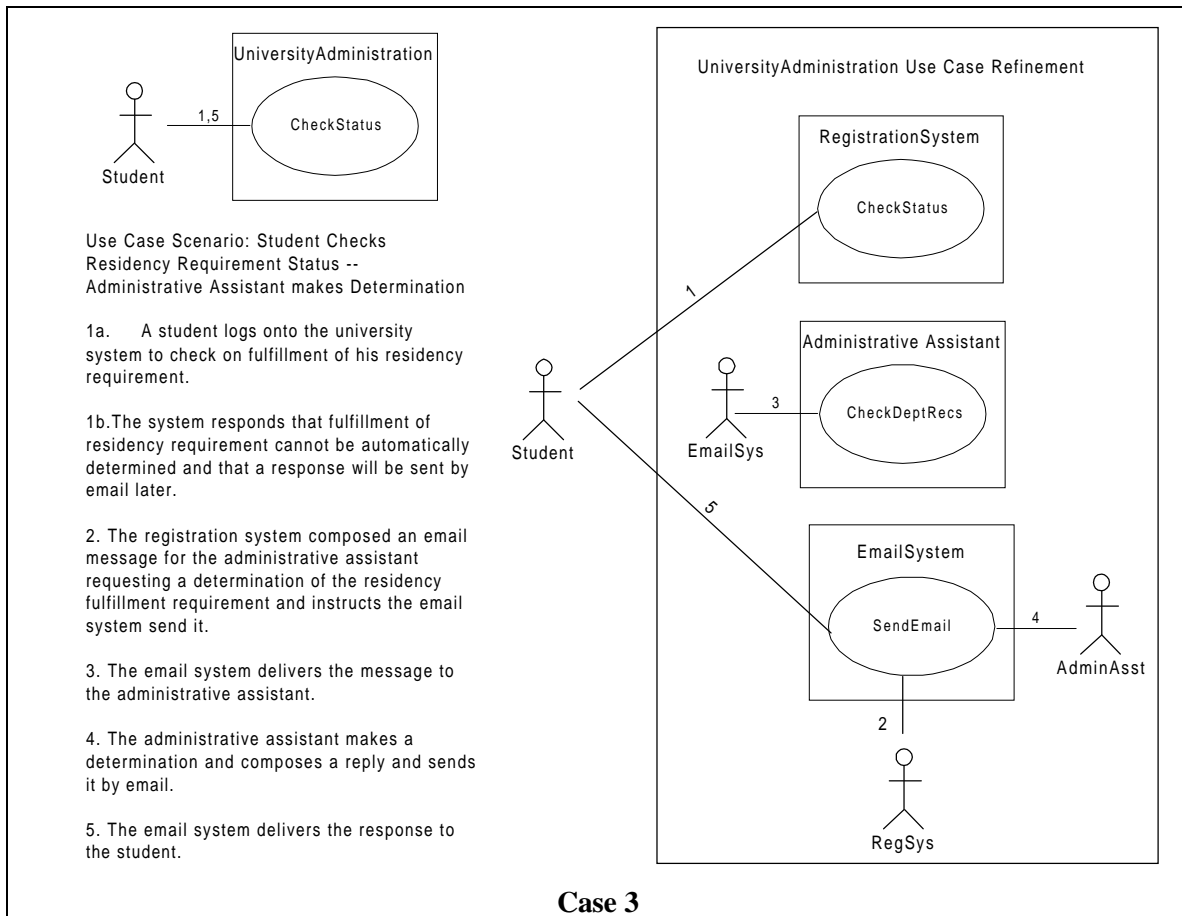 UniversityAdministration
1,5
CheckStatus
Student
Use Case Scenario: Student Checks
Residency Requirement Status --
Administrative Assistant makes Determination
1a. A student logs onto the university
system to check on fulfillment of his residency
requirement.
1b.The system responds that fulfillment of
residency requirement cannot be automatically
determined and that a response will be sent by
email later.
2. The registration system composed an email
message for the administrative assistant
requesting a determination of the residency
fulfillment requirement and instructs the email
system send it.
3. The email system delivers the message to
the administrative assistant.
4. The administrative assistant makes a
determination and composes a reply and sends
it by email.
5. The email system delivers the response to
the student.
UniversityAdministration Use Case Refinement
RegistrationSystem
CheckStatus
1
Administrative Assistant
3
CheckDeptRecs
Student
EmailSys
5
EmailSystem
SendEmail
4
AdminAsst
2
RegSys
Case 3